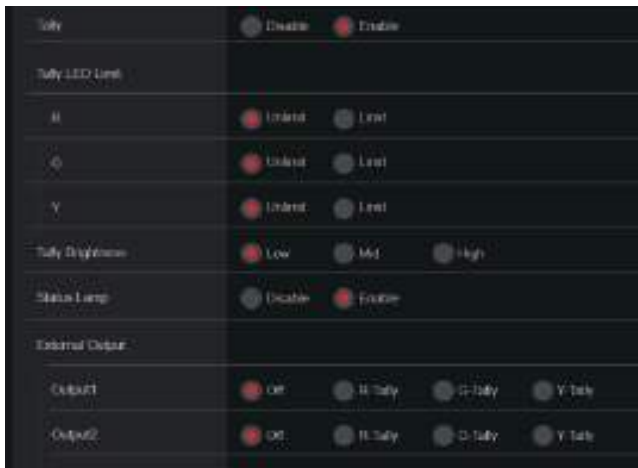 Tally Disable Enable
Tally LED Limit
R Unlimit Limit
G Unlimit Limit
Y Unlimit Limit
Tally Brightness Low Mid High
Status Lamp Disable Enable
External Output
Output1 Off R-Tally G-Tally Y-Tally
Output2 Off R-Tally G-Tally Y-Tally